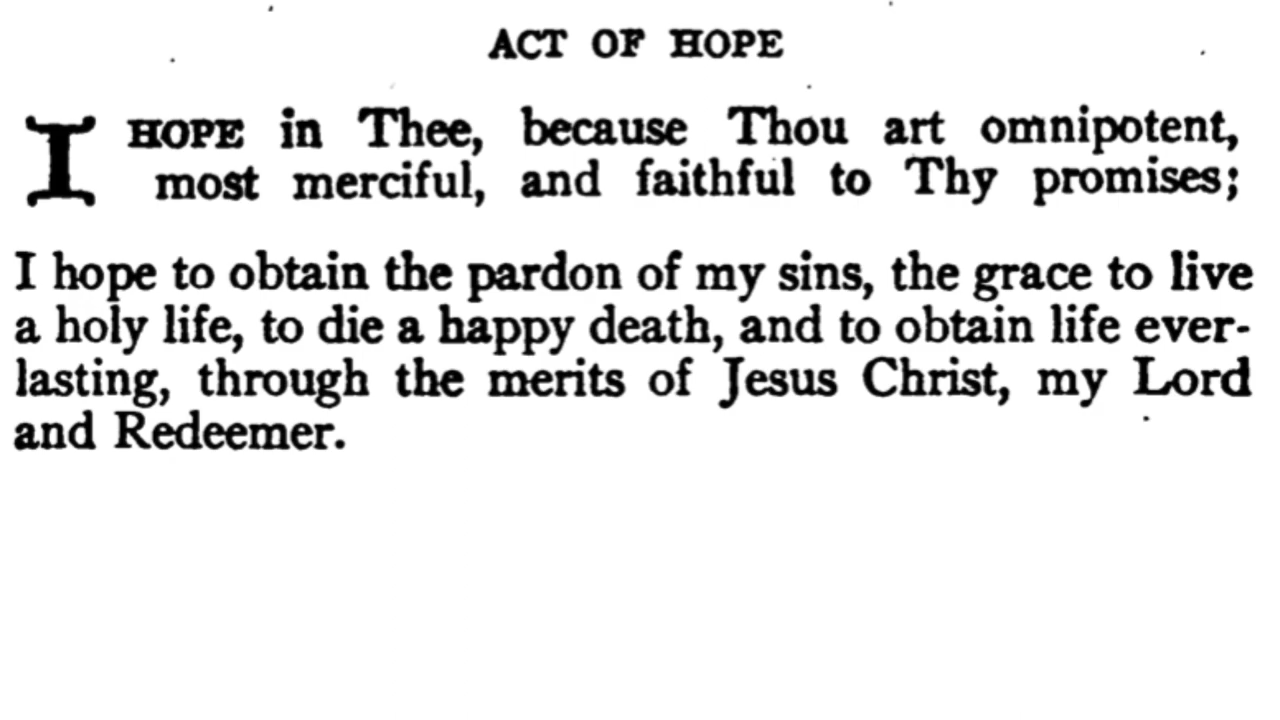 ACT OF HOPE
I HOPE in Thee, because Thou art omnipotent,
most merciful, and faithful to Thy promises;
I hope to obtain the pardon of my sins, the grace to live
a holy life, to die a happy death, and to obtain life ever-
lasting, through the merits of Jesus Christ, my Lord
and Redeemer.